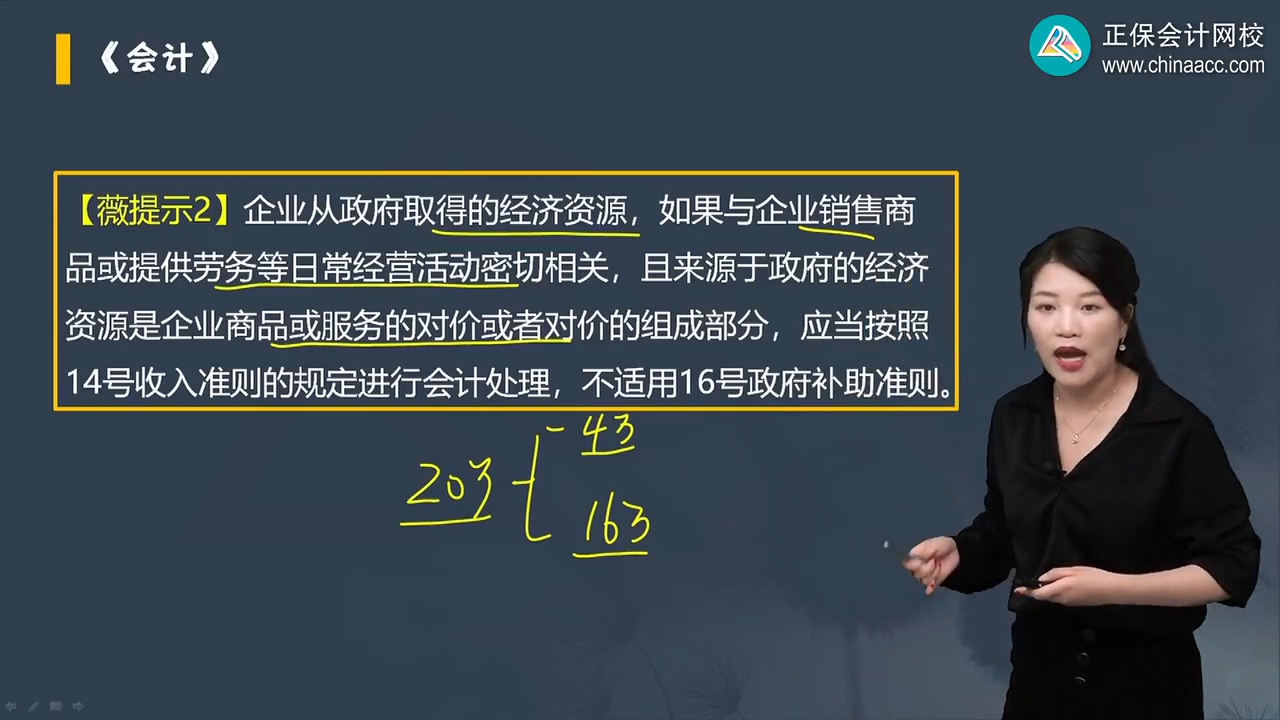 《会计》
正保会计网校
www.chinaacc.com
【薇提示2】企业从政府取得的经济资源，如果与企业销售商
品或提供劳务等日常经营活动密切相关，且来源于政府的经济
资源是企业商品或服务的对价或者对价的组成部分，应当按照
14号收入准则的规定进行会计处理，不适用16号政府补助准则。